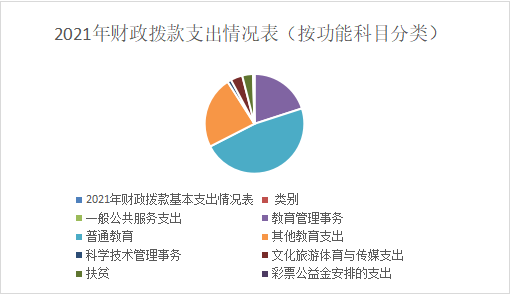 2021年财政拨款支出情况表（按功能科目分类）
2021年财政拨款基本支出情况表 类别
一般公共服务支出 教育管理事务
普通教育 其他教育支出
科学技术管理事务 文化旅游体育与传媒支出
扶贫 彩票公益金安排的支出